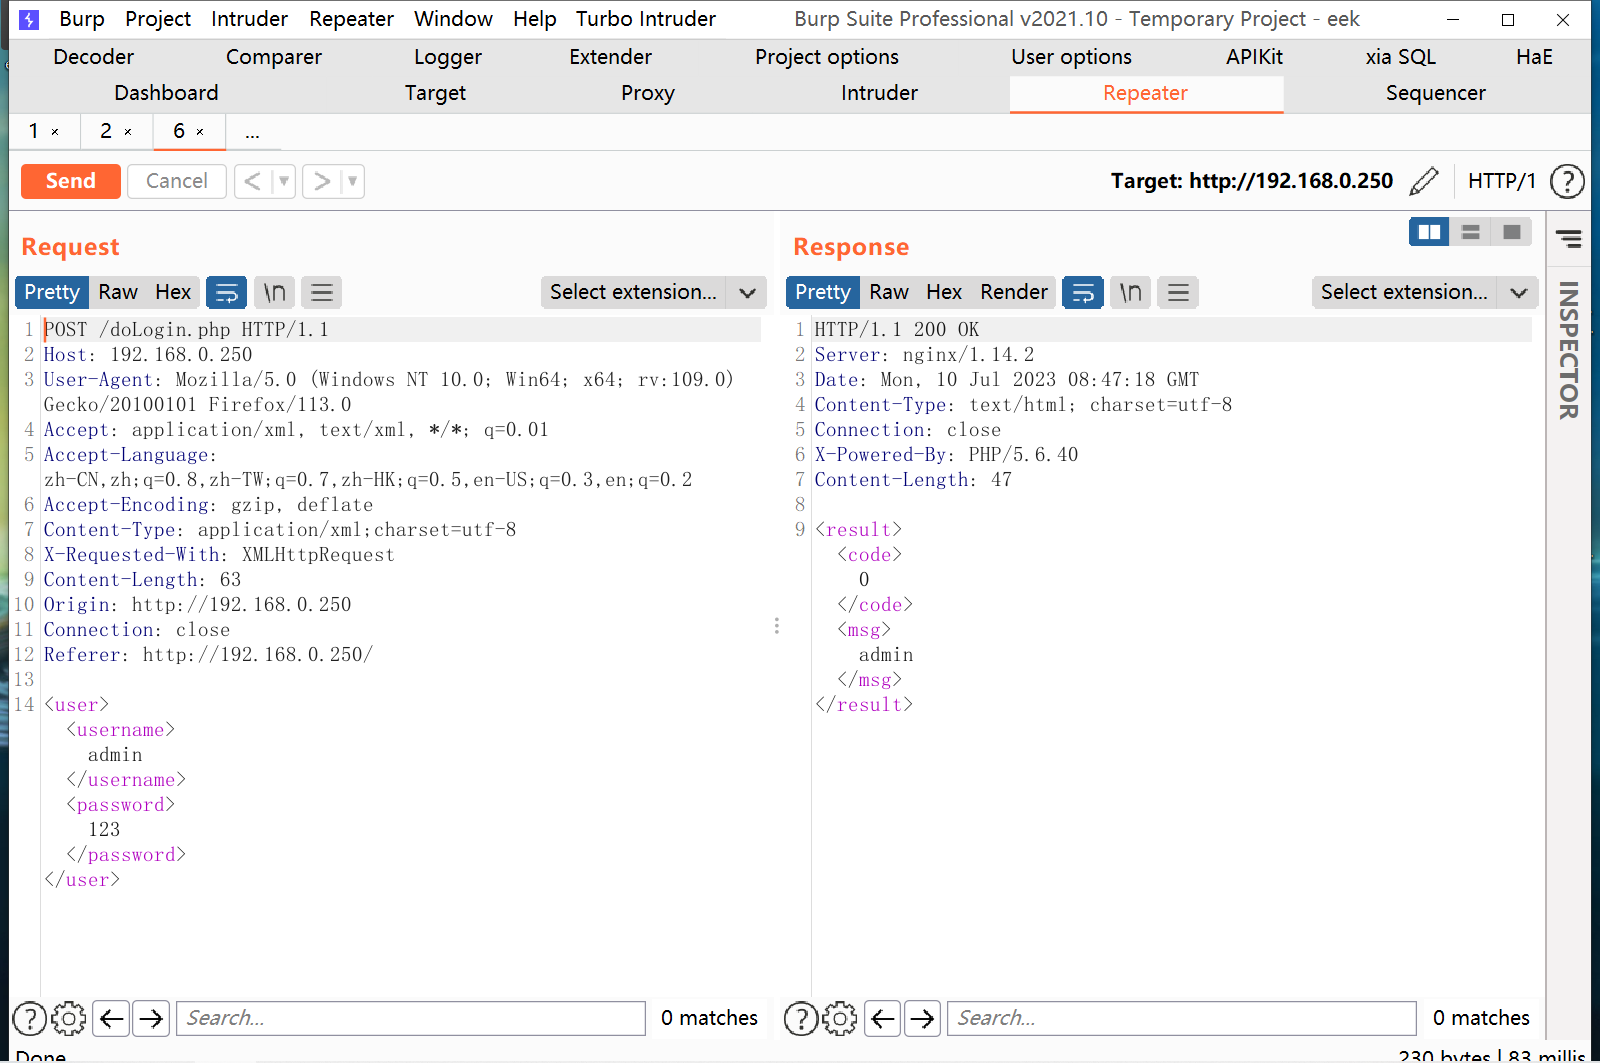 Burp Project Intruder Repeater Window Help Turbo Intruder Burp Suite Professional v2021.10 - Temporary Project - eek
Decoder Comparer Logger Extender Project options User options APIKit xia SQL HaE
Dashboard Target Proxy Intruder Repeater Sequencer
1 × 2 × 6 × ...
Send Cancel < > Target: http://192.168.0.250 HTTP/1 ?
Request
Pretty Raw Hex \n Select extension...
1 POST /doLogin.php HTTP/1.1
2 Host: 192.168.0.250
3 User-Agent: Mozilla/5.0 (Windows NT 10.0; Win64; x64; rv:109.0)
Gecko/20100101 Firefox/113.0
4 Accept: application/xml, text/xml, */*; q=0.01
5 Accept-Language:
zh-CN,zh;q=0.8,zh-TW;q=0.7,zh-HK;q=0.5,en-US;q=0.3,en;q=0.2
6 Accept-Encoding: gzip, deflate
7 Content-Type: application/xml;charset=utf-8
8 X-Requested-With: XMLHttpRequest
9 Content-Length: 63
10 Origin: http://192.168.0.250
11 Connection: close
12 Referer: http://192.168.0.250/
13
14 <user>
<username>
admin
</username>
<password>
123
</password>
</user>
? Search... 0 matches
Response
Pretty Raw Hex Render \n Select extension...
1 HTTP/1.1 200 OK
2 Server: nginx/1.14.2
3 Date: Mon, 10 Jul 2023 08:47:18 GMT
4 Content-Type: text/html; charset=utf-8
5 Connection: close
6 X-Powered-By: PHP/5.6.40
7 Content-Length: 47
8
9 <result>
<code>
0
</code>
<msg>
admin
</msg>
</result>
? Search... 0 matches
INSPECTOR
Done 230 bytes | 83 millis